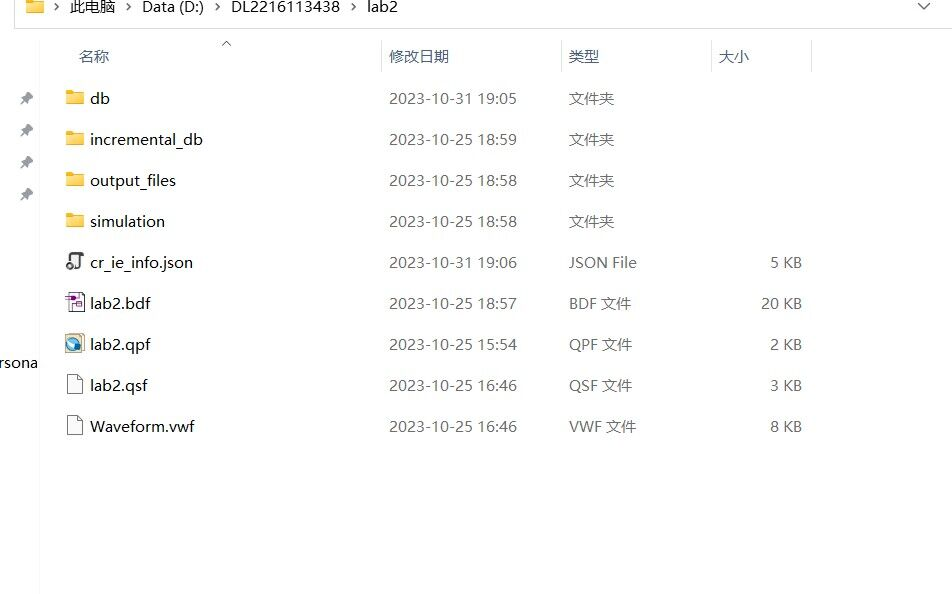 此电脑 > Data (D:) > DL2216113438 > lab2
名称 修改日期 类型 大小
db 2023-10-31 19:05 文件夹
incremental_db 2023-10-25 18:59 文件夹
output_files 2023-10-25 18:58 文件夹
simulation 2023-10-25 18:58 文件夹
cr_ie_info.json 2023-10-31 19:06 JSON File 5 KB
lab2.bdf 2023-10-25 18:57 BDF 文件 20 KB
lab2.qpf 2023-10-25 15:54 QPF 文件 2 KB
rsona
lab2.qsf 2023-10-25 16:46 QSF 文件 3 KB
Waveform.vwf 2023-10-25 16:46 VWF 文件 8 KB